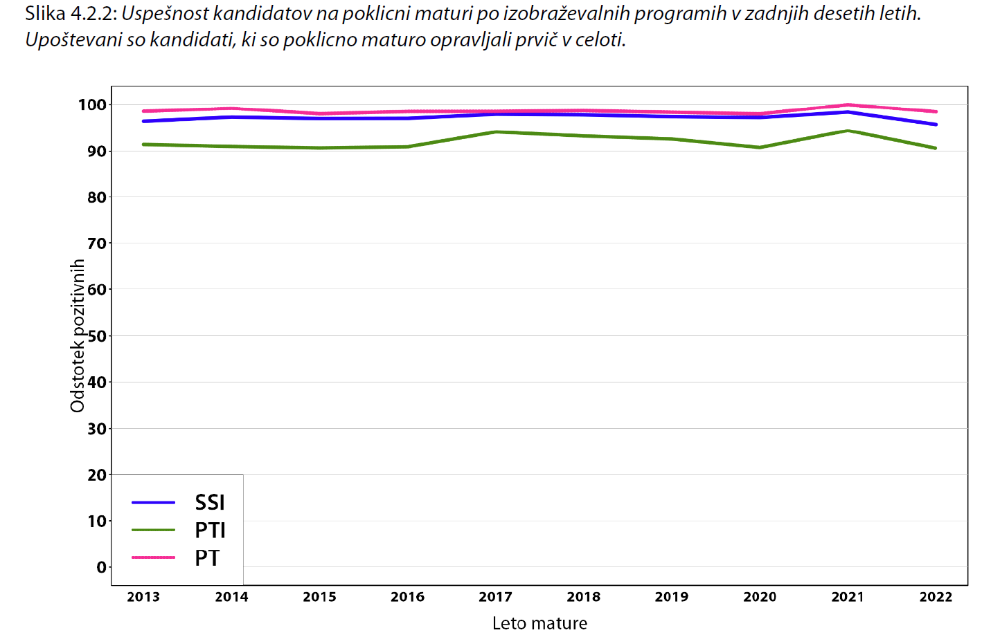 Slika 4.2.2: Uspešnost kandidatov na poklicni maturi po izobraževalnih programih v zadnjih desetih letih.
Upoštevani so kandidati, ki so poklicno maturo opravljali prvič v celoti.
100
90
80
70
60
50
40
30
20
10
0
Odstotek pozitivnih
SSI
PTI
PT
2013 2014 2015 2016 2017 2018 2019 2020 2021 2022
Leto mature